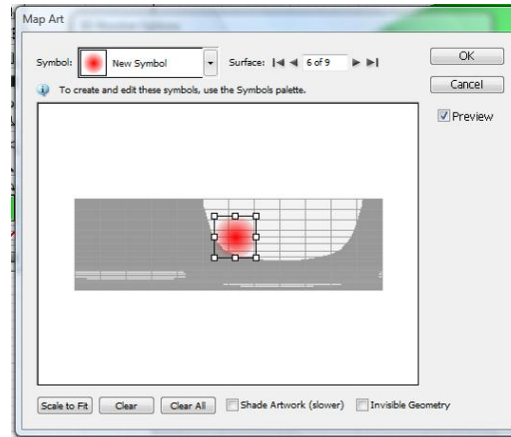 Map Art
Symbol: New Symbol Surface: 6 of 9
To create and edit these symbols, use the Symbols palette.
OK
Cancel
Preview
Scale to Fit Clear Clear All Shade Artwork (slower) Invisible Geometry